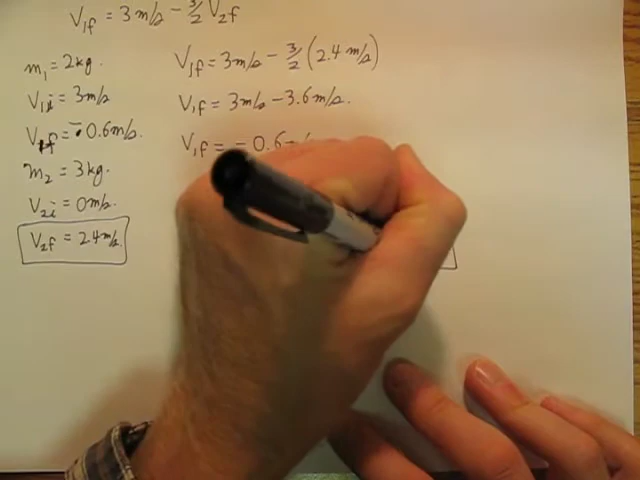 V1f = 3 m/s - 3/2 V2f
m1 = 2kg.
V1i = 3m/s
V1f = -0.6m/s.
m2 = 3kg.
V2i = 0m/s.
V2f = 2.4m/s.
V1f = 3m/s - 3/2 (2.4 m/s)
V1f = 3m/s - 3.6m/s.
V1f = - 0.6